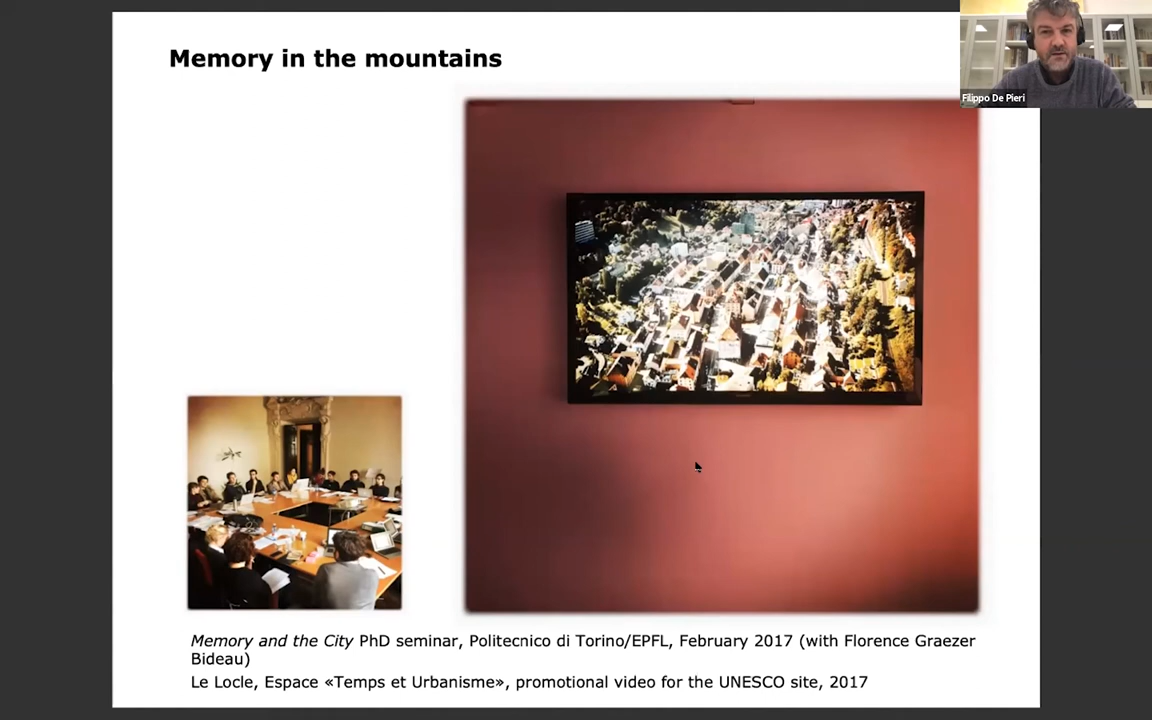 Memory in the mountains
Filippo De Pieri
Memory and the City PhD seminar, Politecnico di Torino/EPFL, February 2017 (with Florence Graezer
Bideau)
Le Locle, Espace «Temps et Urbanisme», promotional video for the UNESCO site, 2017